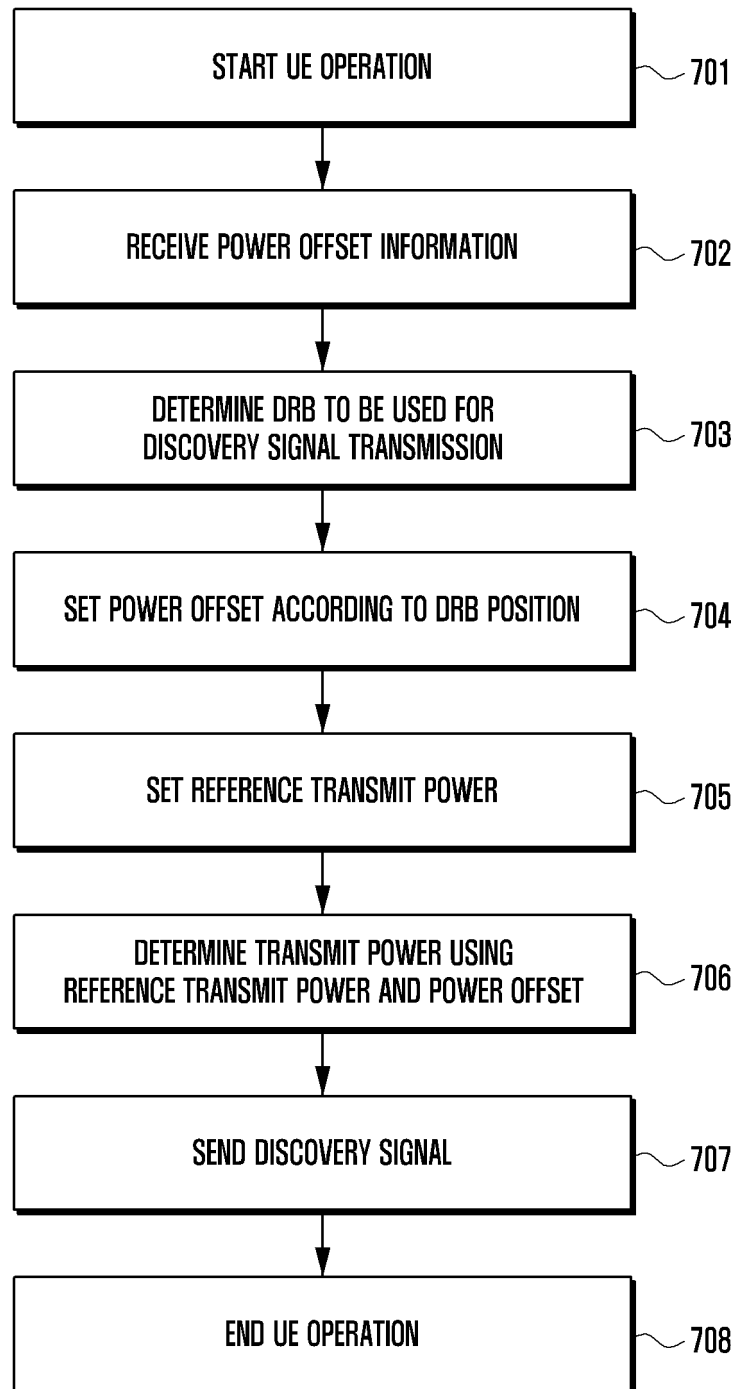 START UE OPERATION
701
RECEIVE POWER OFFSET INFORMATION
702
DETERMINE DRB TO BE USED FOR
DISCOVERY SIGNAL TRANSMISSION
703
SET POWER OFFSET ACCORDING TO DRB POSITION
704
SET REFERENCE TRANSMIT POWER
705
DETERMINE TRANSMIT POWER USING
REFERENCE TRANSMIT POWER AND POWER OFFSET
706
SEND DISCOVERY SIGNAL
707
END UE OPERATION
708